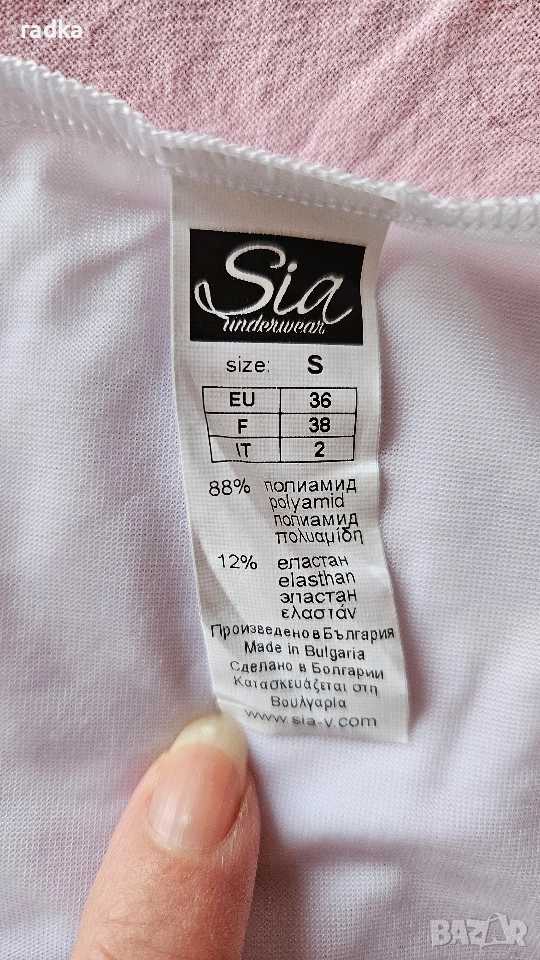 radka
Sia
underwear
size: S
EU 36
F 38
IT 2
88% полиамид
polyamid
полиамид
πολυαμίδη
12% еластан
elasthan
эластан
ελαστάν
Произведено в България
Made in Bulgaria
Сделано в Болгарии
Κατασκευάζεται στη
Βουλγαρία
www.sia-v.com
BAZAR